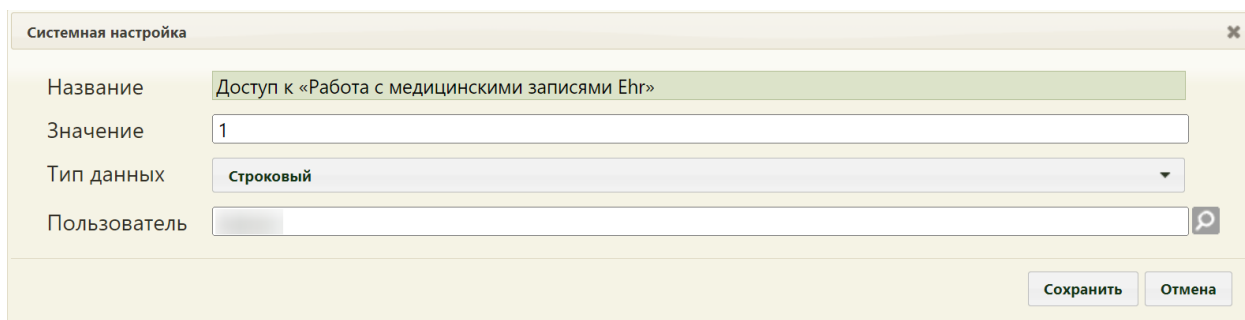 Системная настройка
Название Доступ к «Работа с медицинскими записями Ehr»
Значение 1
Тип данных Строковый
Пользователь
Сохранить Отмена